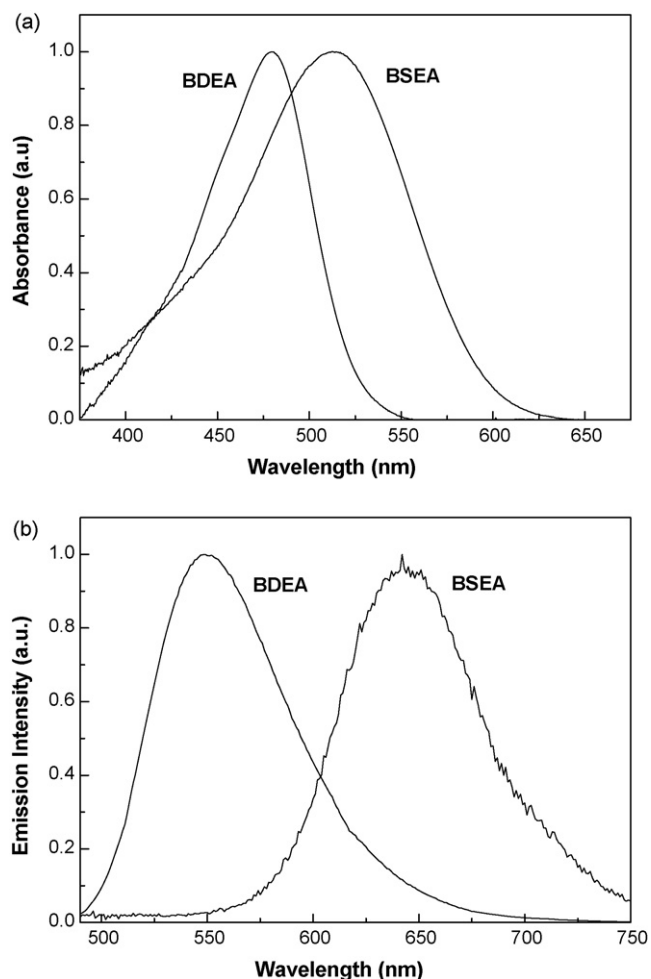 (a)
1.0
BDEA
BSEA
0.8
0.6
0.4
0.2
0.0
Absorbance (a.u)
400 450 500 550 600 650
Wavelength (nm)
(b)
1.0
BDEA
BSEA
0.8
0.6
0.4
0.2
0.0
Emission Intensity (a.u.)
500 550 600 650 700 750
Wavelength (nm)